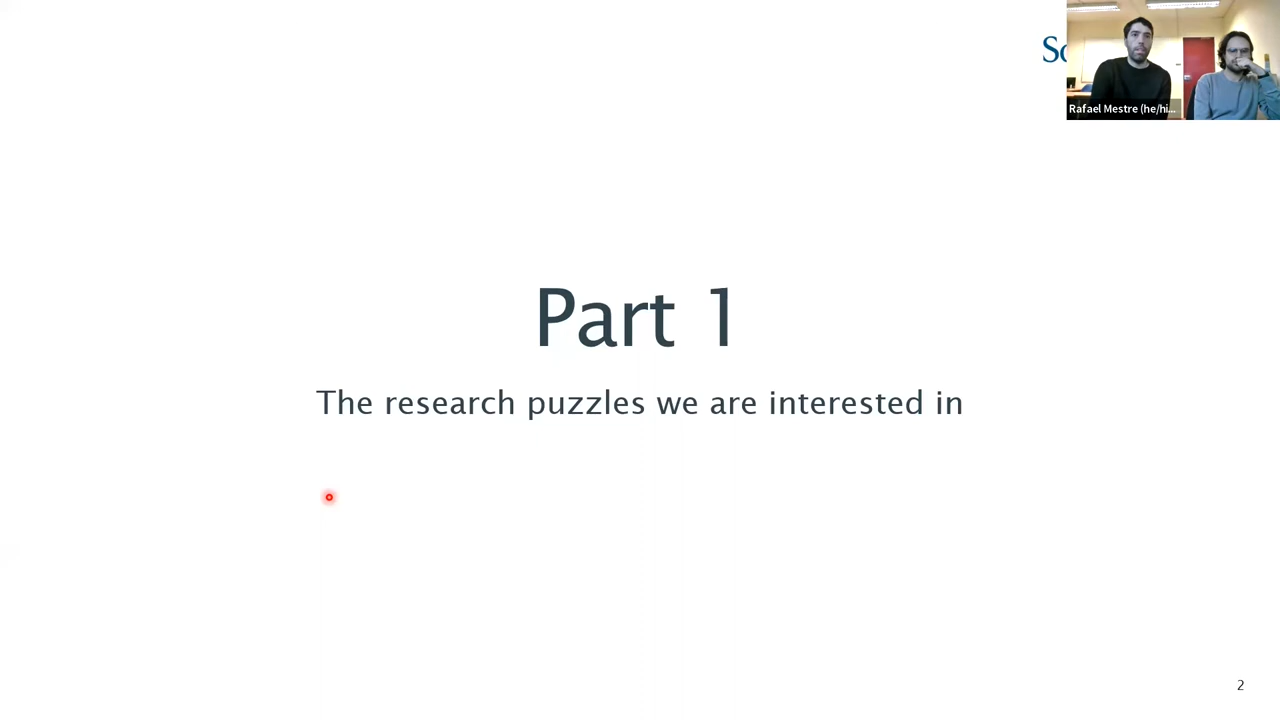 Rafael Mestre (he/hi...
Part 1
The research puzzles we are interested in
2